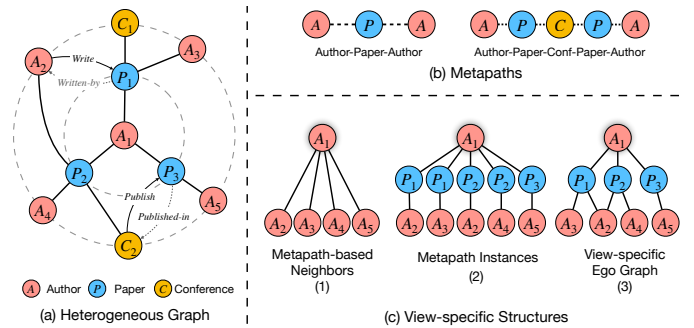 C1
A2
Write
A3
Written-by
P1
A1
P2
P3
Publish
A4
A5
Published-in
C2
A Author P Paper C Conference
(a) Heterogeneous Graph
A P A
Author-Paper-Author
A P C P A
Author-Paper-Conf-Paper-Author
(b) Metapaths
A1
A2 A3 A4 A5
Metapath-based
Neighbors
(1)
A1
P1 P1 P2 P2 P3
A2 A3 A4 A2 A5
Metapath Instances
(2)
A1
P1 P2 P3
A3 A2 A4 A5
View-specific
Ego Graph
(3)
(c) View-specific Structures